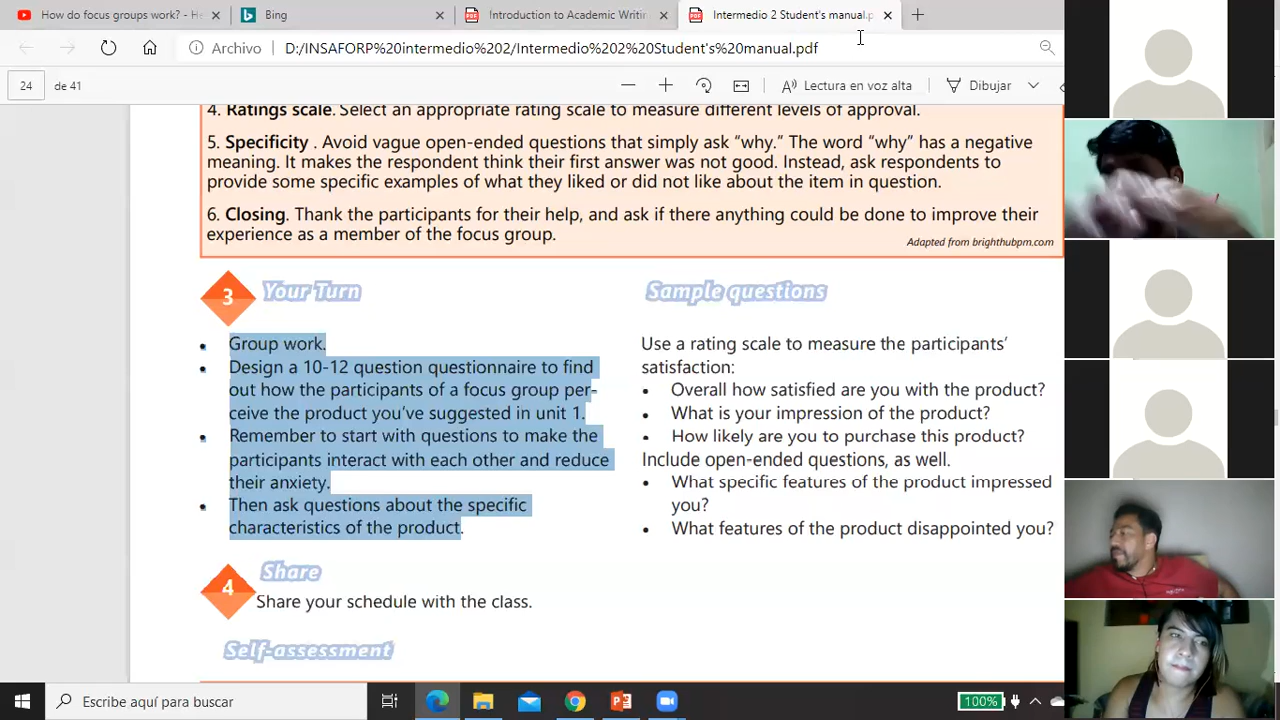 How do focus groups work? - He
Bing
Introduction to Academic Writin
Intermedio 2 Student's manual.p
Archivo
D:/INSAFORP%20intermedio%202/Intermedio%202%20Student's%20manual.pdf
24
de 41
Lectura en voz alta
Dibujar
4. Ratings scale. Select an appropriate rating scale to measure different levels of approval.
5. Specificity . Avoid vague open-ended questions that simply ask “why.” The word “why” has a negative
meaning. It makes the respondent think their first answer was not good. Instead, ask respondents to
provide some specific examples of what they liked or did not like about the item in question.
6. Closing. Thank the participants for their help, and ask if there anything could be done to improve their
experience as a member of the focus group.
Adapted from brighthubpm.com
3
Your Turn
• Group work.
• Design a 10-12 question questionnaire to find
out how the participants of a focus group per-
ceive the product you’ve suggested in unit 1.
• Remember to start with questions to make the
participants interact with each other and reduce
their anxiety.
• Then ask questions about the specific
characteristics of the product.
Sample questions
Use a rating scale to measure the participants’
satisfaction:
• Overall how satisfied are you with the product?
• What is your impression of the product?
• How likely are you to purchase this product?
Include open-ended questions, as well.
• What specific features of the product impressed
you?
• What features of the product disappointed you?
4
Share
Share your schedule with the class.
Self-assessment
Escribe aquí para buscar
100%